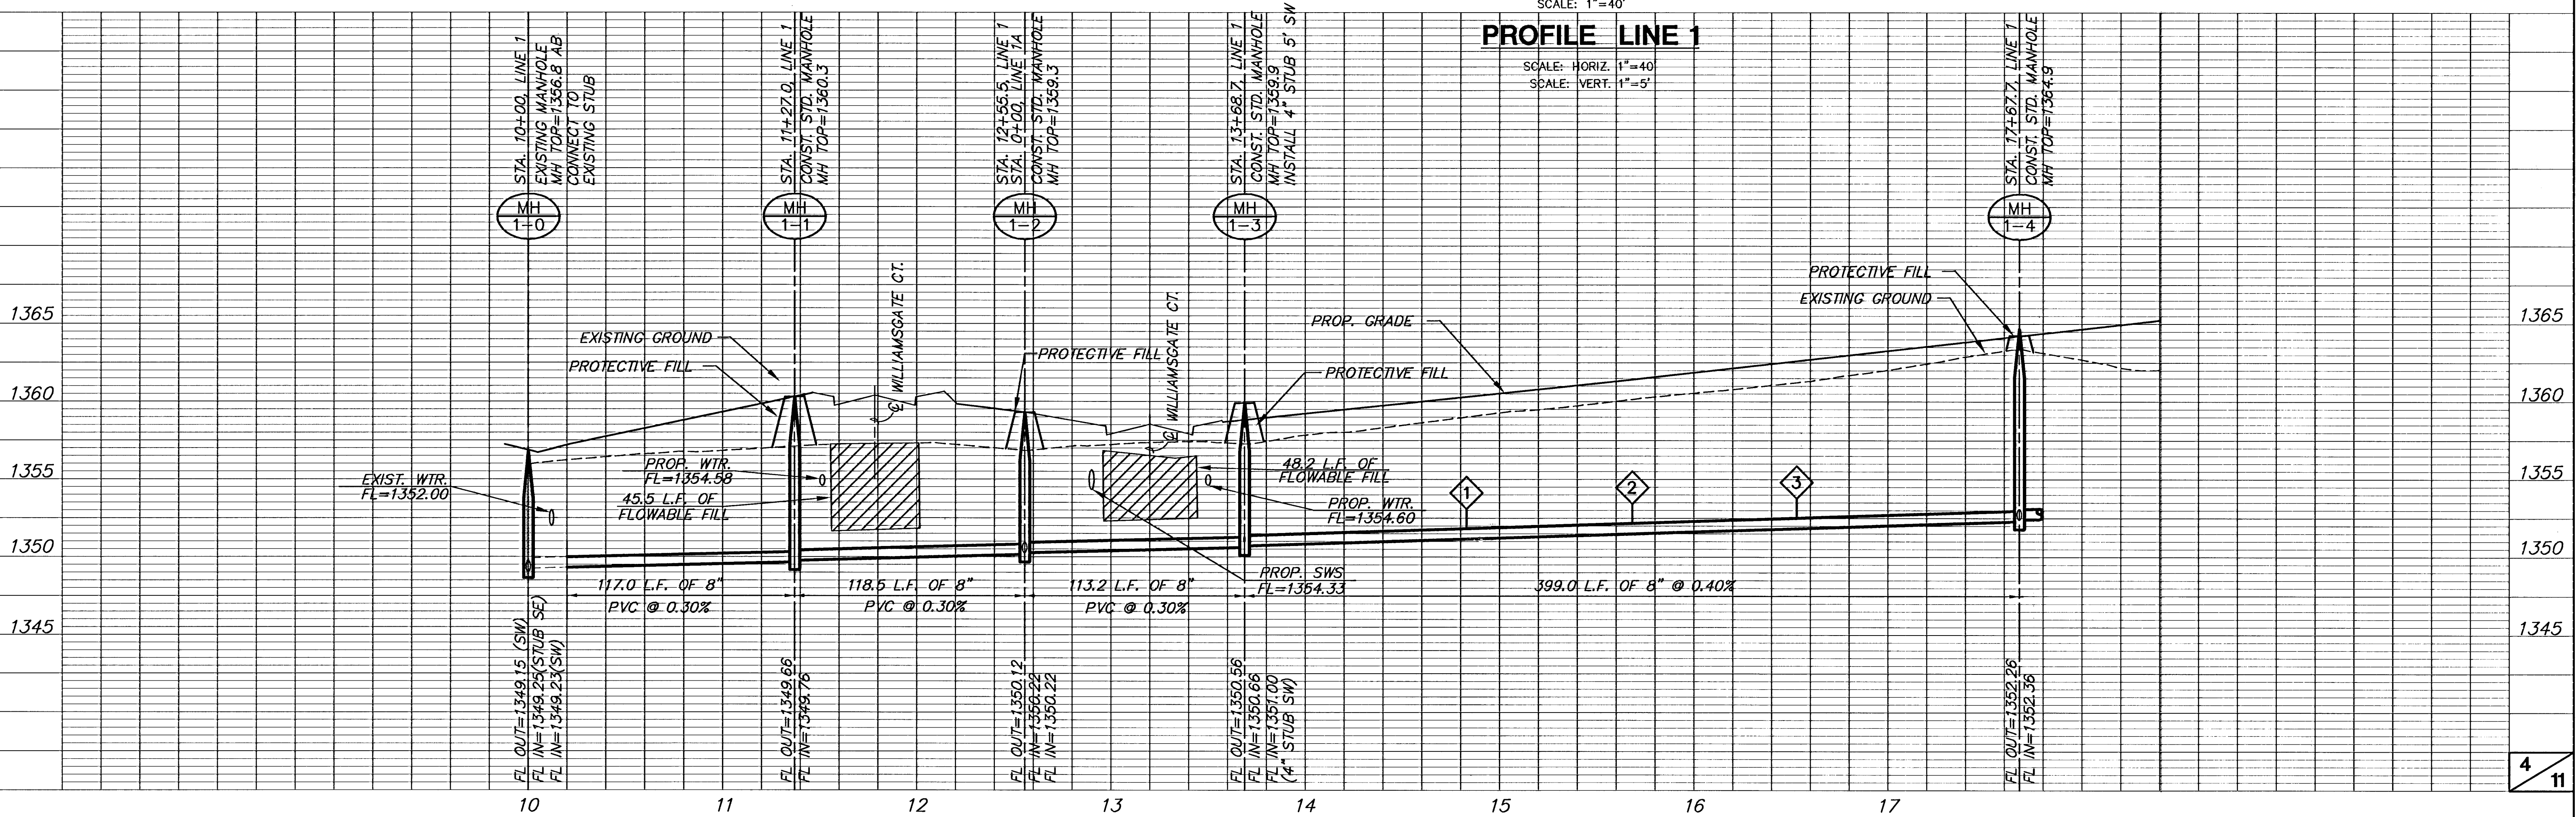 SCALE: 1"=40'
PROFILE LINE 1
SCALE: HORIZ. 1"=40'
SCALE: VERT. 1"=5'
STA. 10+00, LINE 1
EXISTING MANHOLE
MH TOP=1356.8 AB
CONNECT TO
EXISTING STUB
STA. 11+27.0, LINE 1
CONST. STD. MANHOLE
MH TOP=1360.3
STA. 12+55.5, LINE 1
STA. 0+00, LINE 1A
CONST. STD. MANHOLE
MH TOP=1359.3
STA. 13+68.7, LINE 1
CONST. STD. MANHOLE
MH TOP=1359.9
INSTALL 4" STUB 5' SW
STA. 17+67.7, LINE 1
CONST. STD. MANHOLE
MH TOP=1364.9
MH
1-0
MH
1-1
MH
1-2
MH
1-3
MH
1-4
1365
1360
1355
1350
1345
EXISTING GROUND
PROTECTIVE FILL
℄ WILLIAMSGATE CT.
PROTECTIVE FILL
℄ WILLIAMSGATE CT.
PROP. GRADE
PROTECTIVE FILL
PROTECTIVE FILL
EXISTING GROUND
EXIST. WTR.
FL=1352.00
PROP. WTR.
FL=1354.58
45.5 L.F. OF
FLOWABLE FILL
48.2 L.F. OF
FLOWABLE FILL
PROP. WTR.
FL=1354.60
PROP. SWS
FL=1354.33
1
2
3
117.0 L.F. OF 8"
PVC @ 0.30%
118.5 L.F. OF 8"
PVC @ 0.30%
113.2 L.F. OF 8"
PVC @ 0.30%
399.0 L.F. OF 8" @ 0.40%
1365
1360
1355
1350
1345
FL OUT=1349.15 (SW)
FL IN=1349.25(STUB SE)
FL IN=1349.23(SW)
FL OUT=1349.66
FL IN=1349.76
FL OUT=1350.12
FL IN=1350.22
FL IN=1350.22
FL OUT=1350.56
FL IN=1350.66
FL IN=1351.00
(4" STUB SW)
FL OUT=1352.26
FL IN=1352.36
10
11
12
13
14
15
16
17
4
11